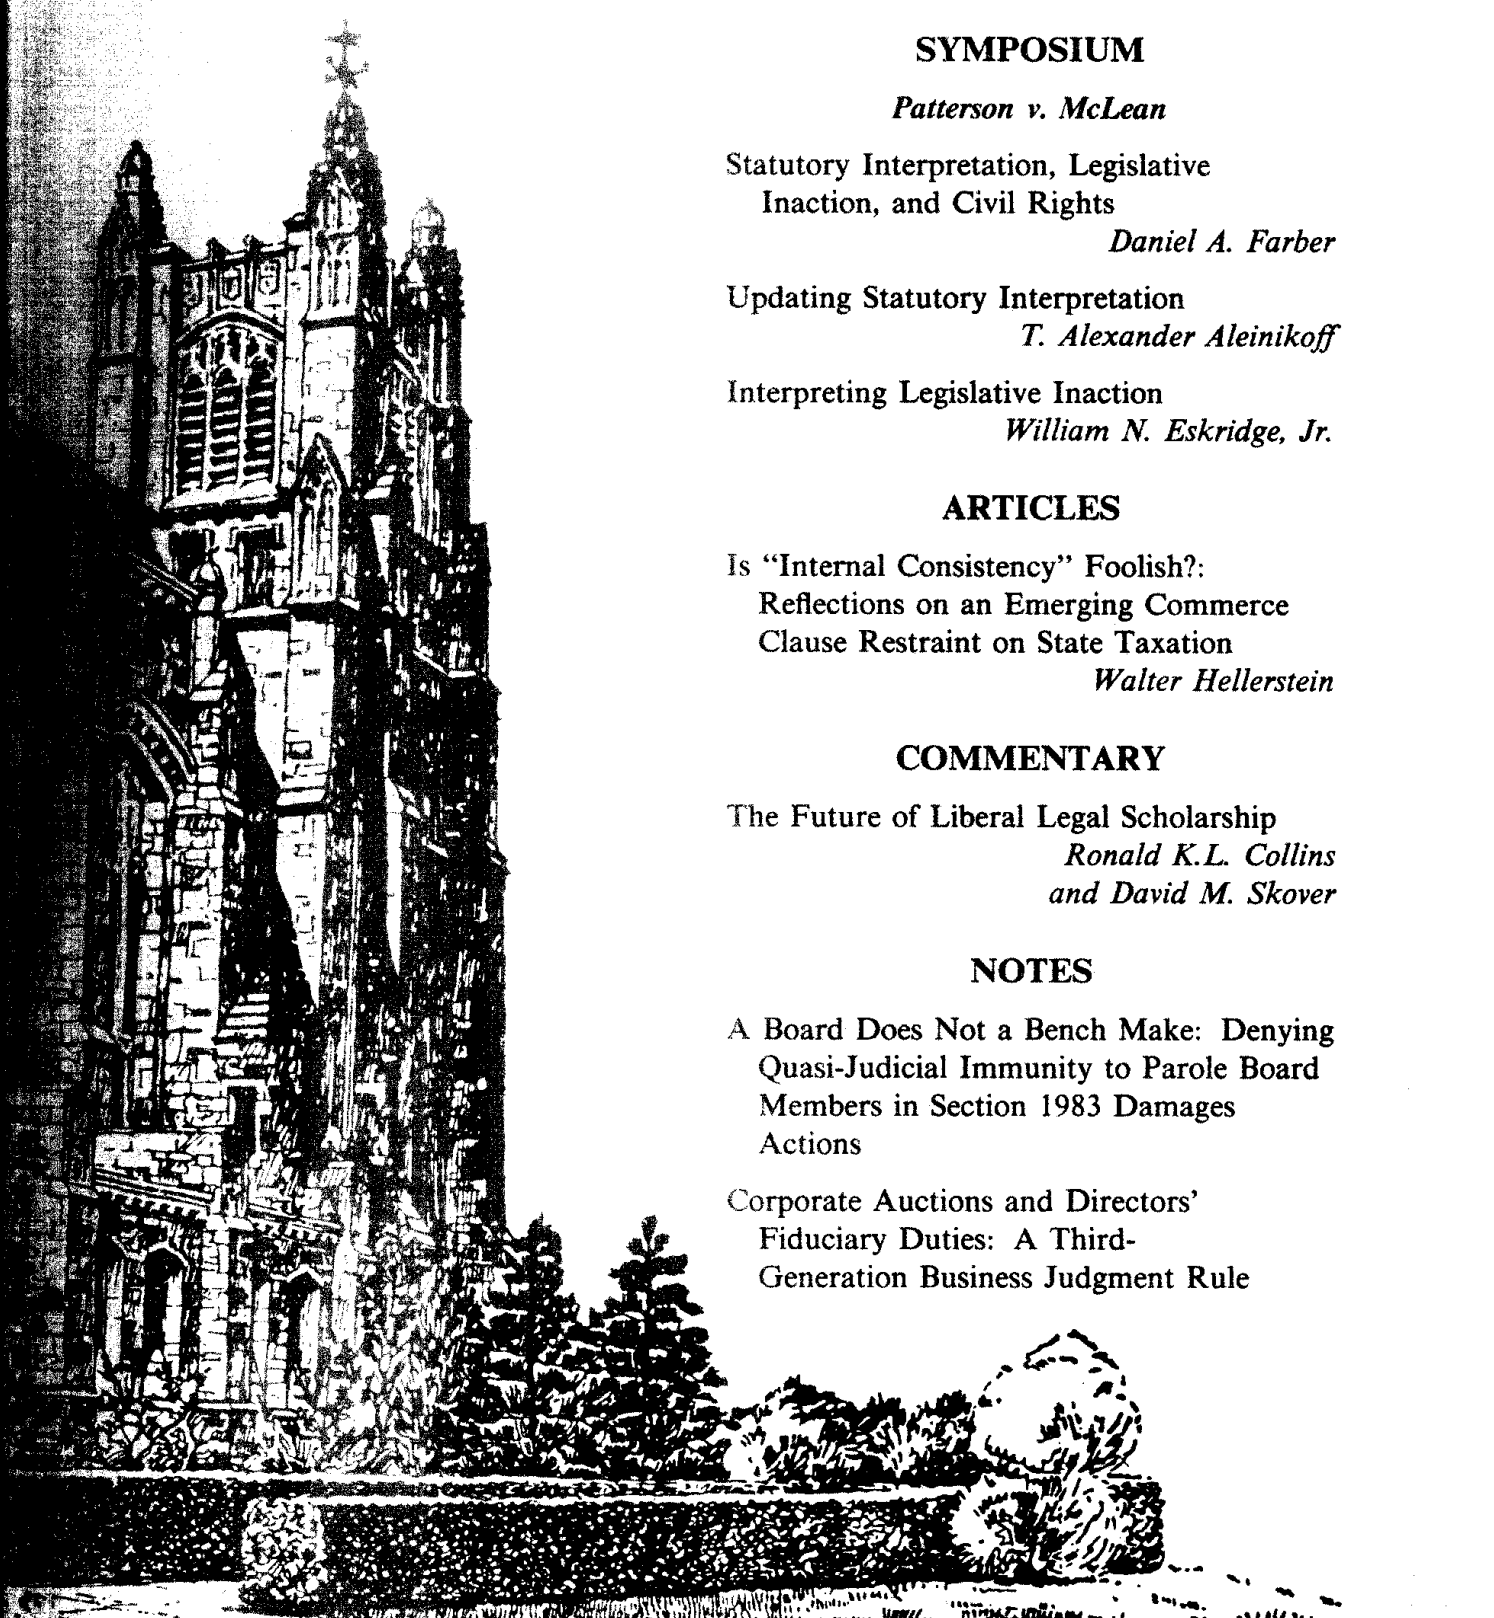 SYMPOSIUM
Patterson v. McLean
Statutory Interpretation, Legislative
Inaction, and Civil Rights
Daniel A. Farber
Updating Statutory Interpretation
T. Alexander Aleinikoff
Interpreting Legislative Inaction
William N. Eskridge, Jr.
ARTICLES
Is “Internal Consistency” Foolish?:
Reflections on an Emerging Commerce
Clause Restraint on State Taxation
Walter Hellerstein
COMMENTARY
The Future of Liberal Legal Scholarship
Ronald K.L. Collins
and David M. Skover
NOTES
A Board Does Not a Bench Make: Denying
Quasi-Judicial Immunity to Parole Board
Members in Section 1983 Damages
Actions
Corporate Auctions and Directors’
Fiduciary Duties: A Third-
Generation Business Judgment Rule